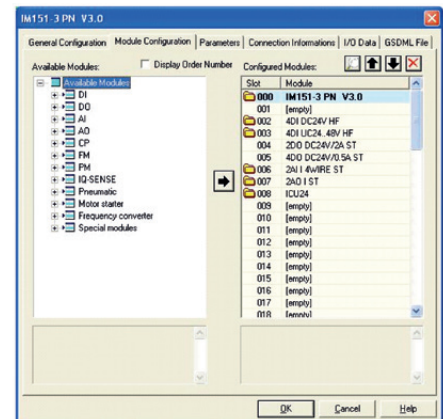 IM151-3 PN V3.0
General Configuration Module Configuration Parameters Connection Informations I/O Data GSDML File
Available Modules: Display Order Number Configured Modules:
Available Modules
DI
DO
AI
AO
CP
FM
PM
IQ-SENSE
Pneumatic
Motor starter
Frequency converter
Special modules
Slot Module
000 IM151-3 PN V3.0
001 [empty]
002 4DI DC24V HF
003 4DI UC24..48V HF
004 2DO DC24V/2A ST
005 4DO DC24V/0.5A ST
006 2AI I 4WIRE ST
007 2AO I ST
008 ICU24
009 [empty]
010 [empty]
011 [empty]
012 [empty]
013 [empty]
014 [empty]
015 [empty]
016 [empty]
017 [empty]
018 [empty]
OK Cancel Help